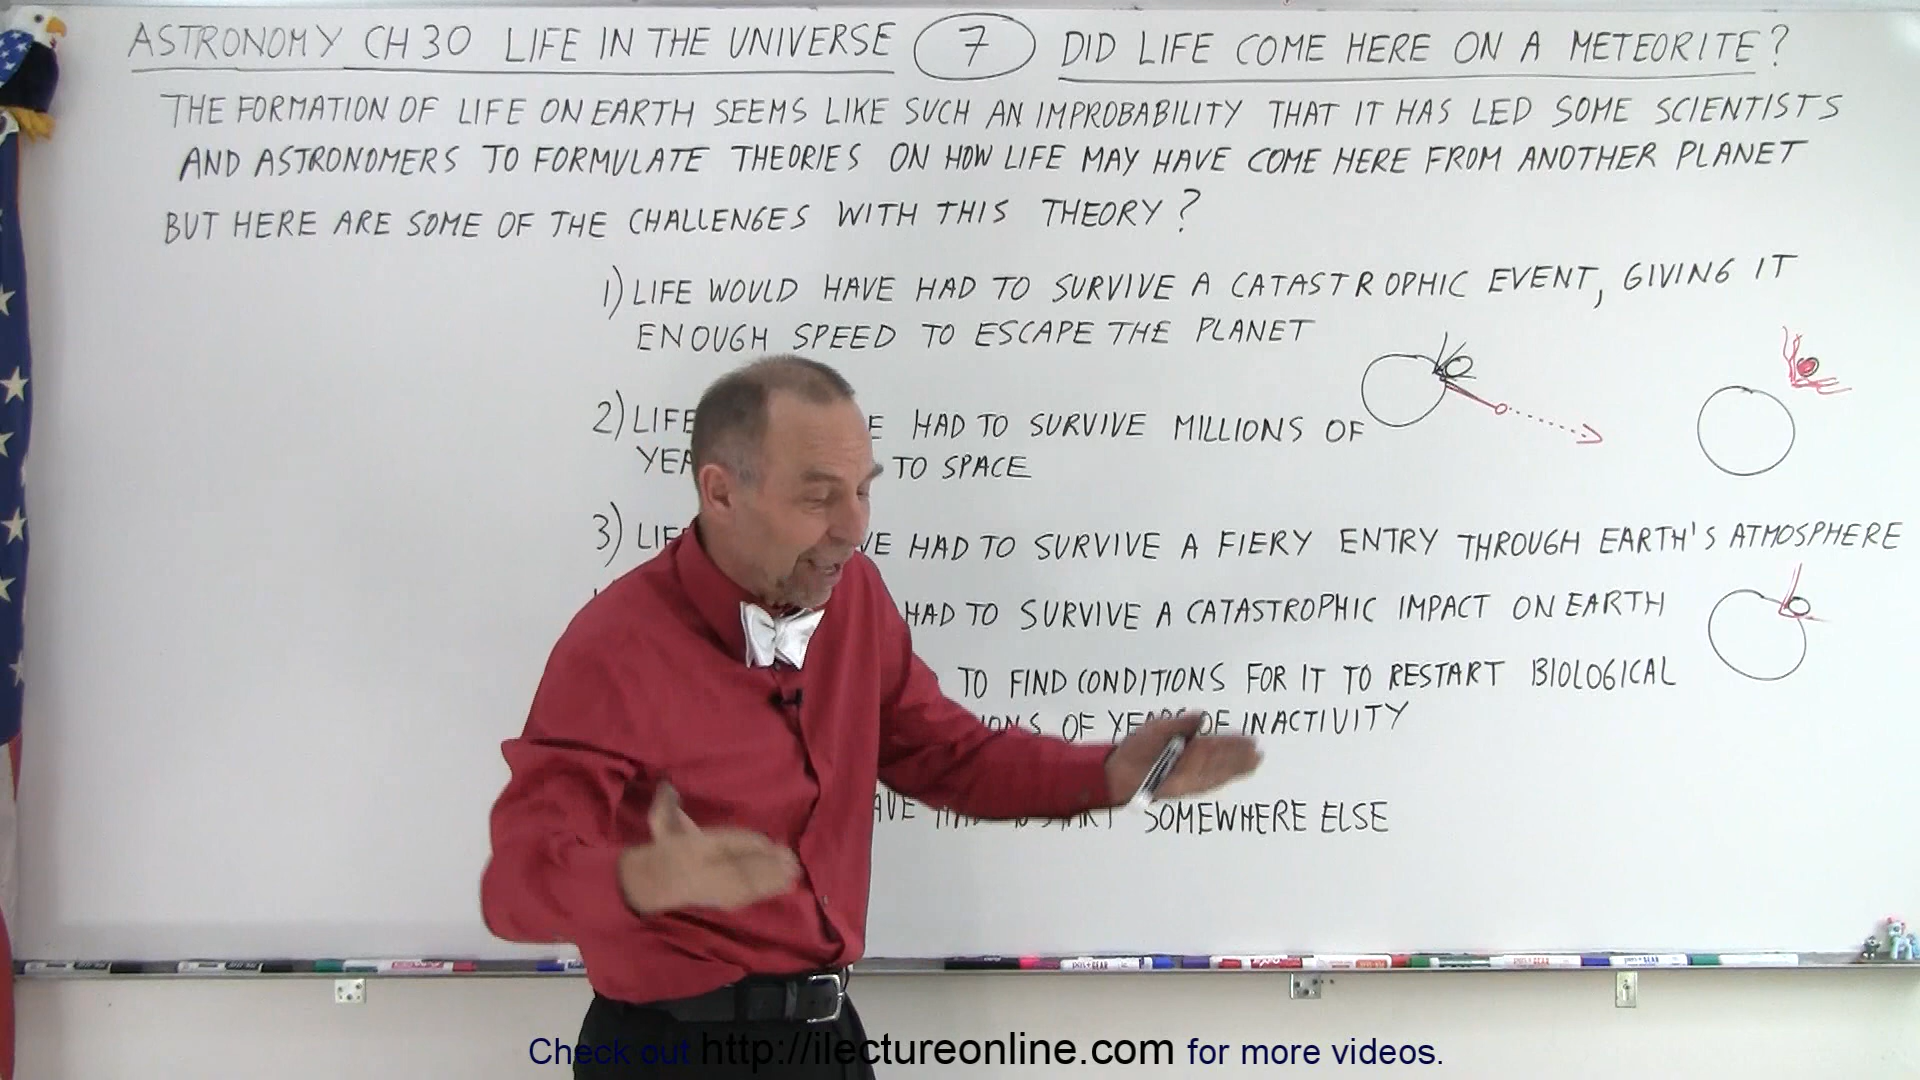 ASTRONOMY CH 30 LIFE IN THE UNIVERSE 7 DID LIFE COME HERE ON A METEORITE?
THE FORMATION OF LIFE ON EARTH SEEMS LIKE SUCH AN IMPROBABILITY THAT IT HAS LED SOME SCIENTISTS
AND ASTRONOMERS TO FORMULATE THEORIES ON HOW LIFE MAY HAVE COME HERE FROM ANOTHER PLANET
BUT HERE ARE SOME OF THE CHALLENGES WITH THIS THEORY?
1) LIFE WOULD HAVE HAD TO SURVIVE A CATASTROPHIC EVENT, GIVING IT
ENOUGH SPEED TO ESCAPE THE PLANET
2) LIFE HAD TO SURVIVE MILLIONS OF
TO SPACE
3) HAD TO SURVIVE A FIERY ENTRY THROUGH EARTH'S ATMOSPHERE
HAD TO SURVIVE A CATASTROPHIC IMPACT ON EARTH
TO FIND CONDITIONS FOR IT TO RESTART BIOLOGICAL
OF YEARS OF INACTIVITY
START SOMEWHERE ELSE
Check out http://ilectureonline.com for more videos.